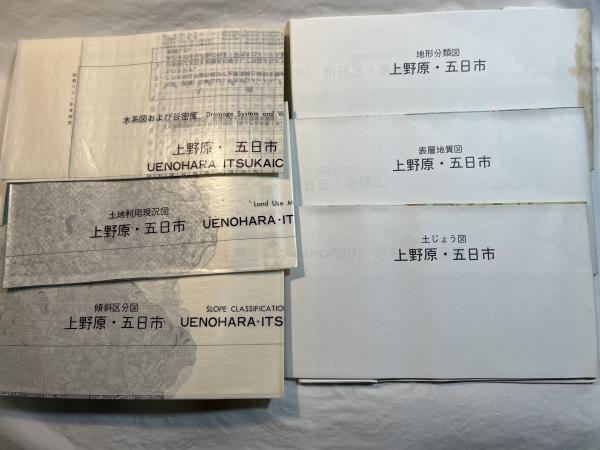 水系図および谷密度 Drainage System and V
上野原・五日市
UENOHARA ITSUKAIC
土地利用現況図 Land Use M
上野原・五日市 UENOHARA・ITS
傾斜区分図 SLOPE CLASSIFICATION
上野原・五日市 UENOHARA・ITS
地形分類図
上野原・五日市
表層地質図
上野原・五日市
土じょう図
上野原・五日市